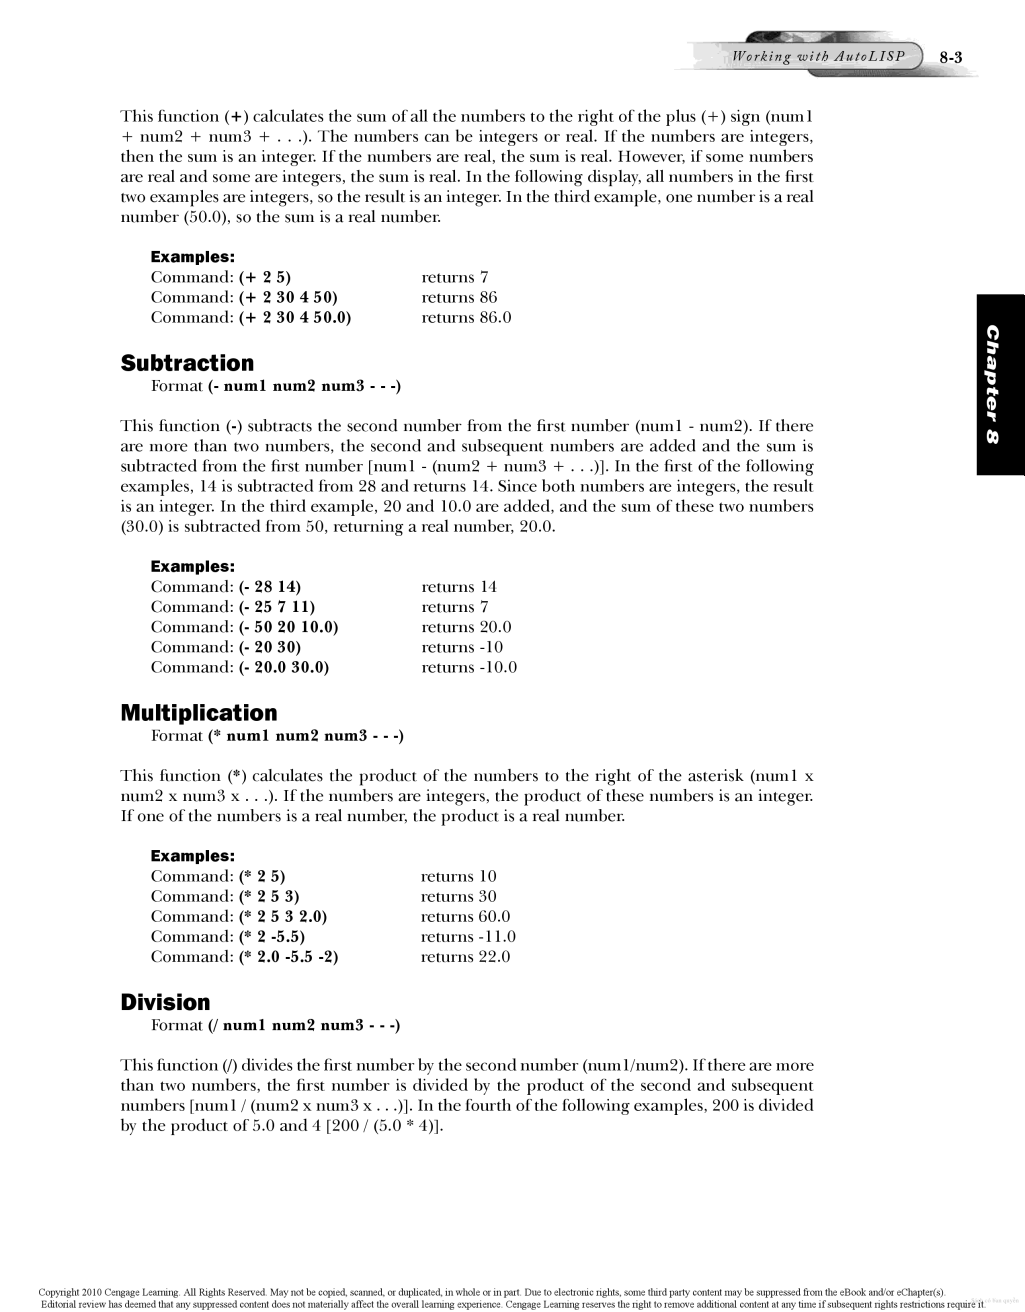 Working with AutoLISP 8-3
This function (+) calculates the sum of all the numbers to the right of the plus (+) sign (num1
+ num2 + num3 + . . .). The numbers can be integers or real. If the numbers are integers,
then the sum is an integer. If the numbers are real, the sum is real. However, if some numbers
are real and some are integers, the sum is real. In the following display, all numbers in the first
two examples are integers, so the result is an integer. In the third example, one number is a real
number (50.0), so the sum is a real number.
Examples:
Command: (+ 2 5) returns 7
Command: (+ 2 30 4 50) returns 86
Command: (+ 2 30 4 50.0) returns 86.0
Chapter 8
Subtraction
Format (- num1 num2 num3 - - -)
This function (-) subtracts the second number from the first number (num1 - num2). If there
are more than two numbers, the second and subsequent numbers are added and the sum is
subtracted from the first number [num1 - (num2 + num3 + . . .)]. In the first of the following
examples, 14 is subtracted from 28 and returns 14. Since both numbers are integers, the result
is an integer. In the third example, 20 and 10.0 are added, and the sum of these two numbers
(30.0) is subtracted from 50, returning a real number, 20.0.
Examples:
Command: (- 28 14) returns 14
Command: (- 25 7 11) returns 7
Command: (- 50 20 10.0) returns 20.0
Command: (- 20 30) returns -10
Command: (- 20.0 30.0) returns -10.0
Multiplication
Format (* num1 num2 num3 - - -)
This function (*) calculates the product of the numbers to the right of the asterisk (num1 x
num2 x num3 x . . .). If the numbers are integers, the product of these numbers is an integer.
If one of the numbers is a real number, the product is a real number.
Examples:
Command: (* 2 5) returns 10
Command: (* 2 5 3) returns 30
Command: (* 2 5 3 2.0) returns 60.0
Command: (* 2 -5.5) returns -11.0
Command: (* 2.0 -5.5 -2) returns 22.0
Division
Format (/ num1 num2 num3 - - -)
This function (/) divides the first number by the second number (num1/num2). If there are more
than two numbers, the first number is divided by the product of the second and subsequent
numbers [num1 / (num2 x num3 x . . .)]. In the fourth of the following examples, 200 is divided
by the product of 5.0 and 4 [200 / (5.0 * 4)].
Copyright 2010 Cengage Learning. All Rights Reserved. May not be copied, scanned, or duplicated, in whole or in part. Due to electronic rights, some third party content may be suppressed from the eBook and/or eChapter(s).
Editorial review has deemed that any suppressed content does not materially affect the overall learning experience. Cengage Learning reserves the right to remove additional content at any time if subsequent rights restrictions require it.